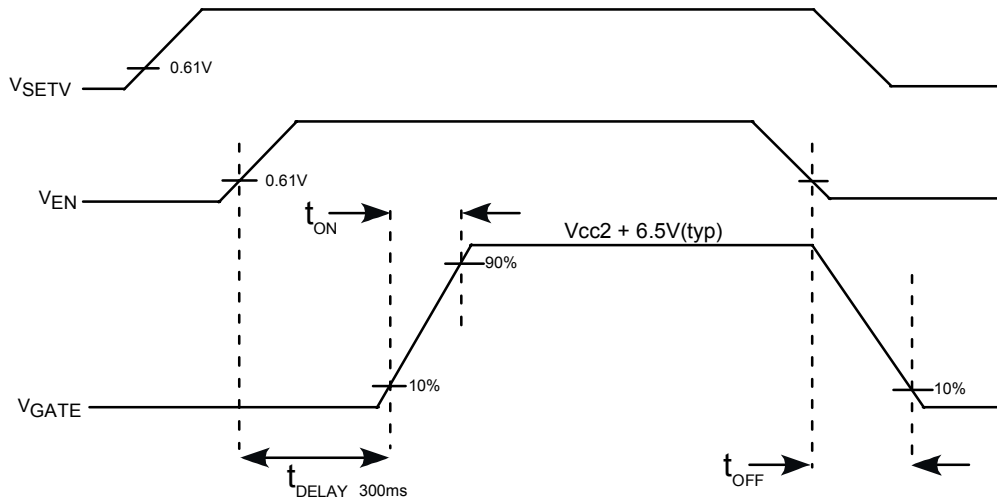 0.61V
VSETV
0.61V
VEN
tON
Vcc2 + 6.5V(typ)
90%
10%
10%
VGATE
tDELAY 300ms
tOFF